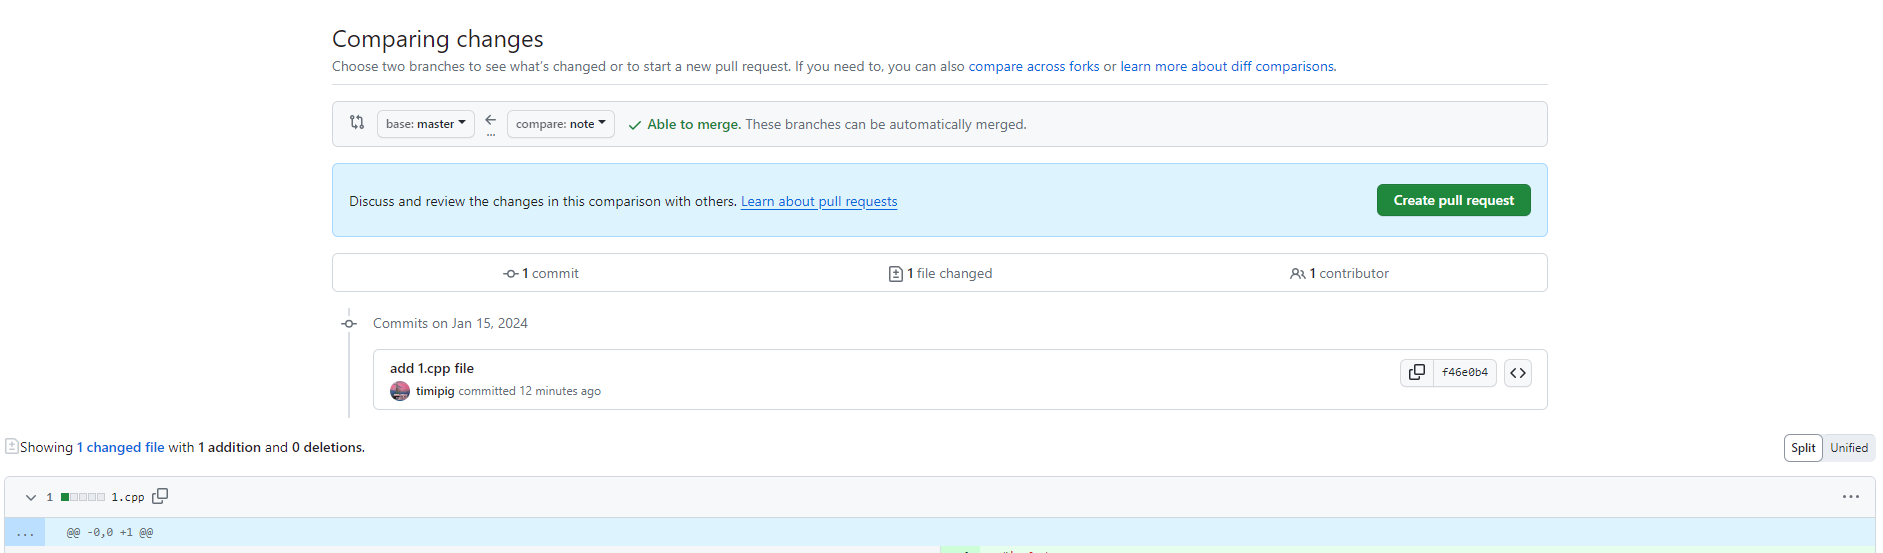 Comparing changes
Choose two branches to see what's changed or to start a new pull request. If you need to, you can also compare across forks or learn more about diff comparisons.
base: master ... compare: note Able to merge. These branches can be automatically merged.
Discuss and review the changes in this comparison with others. Learn about pull requests Create pull request
1 commit 1 file changed 1 contributor
Commits on Jan 15, 2024
add 1.cpp file
timipig committed 12 minutes ago
f46e0b4
Showing 1 changed file with 1 addition and 0 deletions.
Split Unified
1 1.cpp
... @@ -0,0 +1 @@